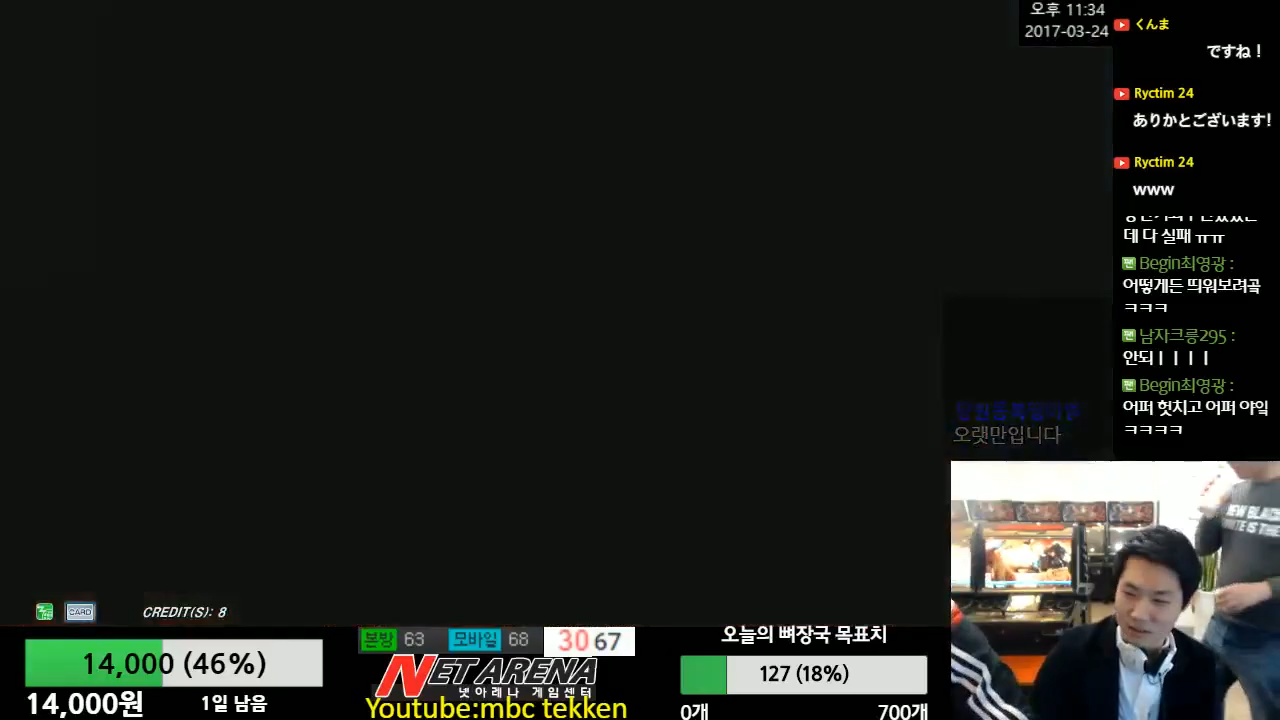 오후 11:34
2017-03-24
くんま
ですね!
Ryctim 24
ありかとございます!
Ryctim 24
www
데 다 실패 ㅠㅠ
Begin최영광 :
어떻게든 띄워보려곸
ㅋㅋㅋ
남자크릉295 :
안되ㅣㅣㅣㅣ
Begin최영광 :
어퍼 헛치고 어퍼 야잌
ㅋㅋㅋㅋ
오랫만입니다
CARD
CREDIT(S): 8
14,000 (46%)
14,000원
1일 남음
본방 63 모바일 68 30 67
NET ARENA
넷아레나 게임센터
Youtube:mbc tekken
오늘의 뼈장국 목표치
127 (18%)
0개
700개